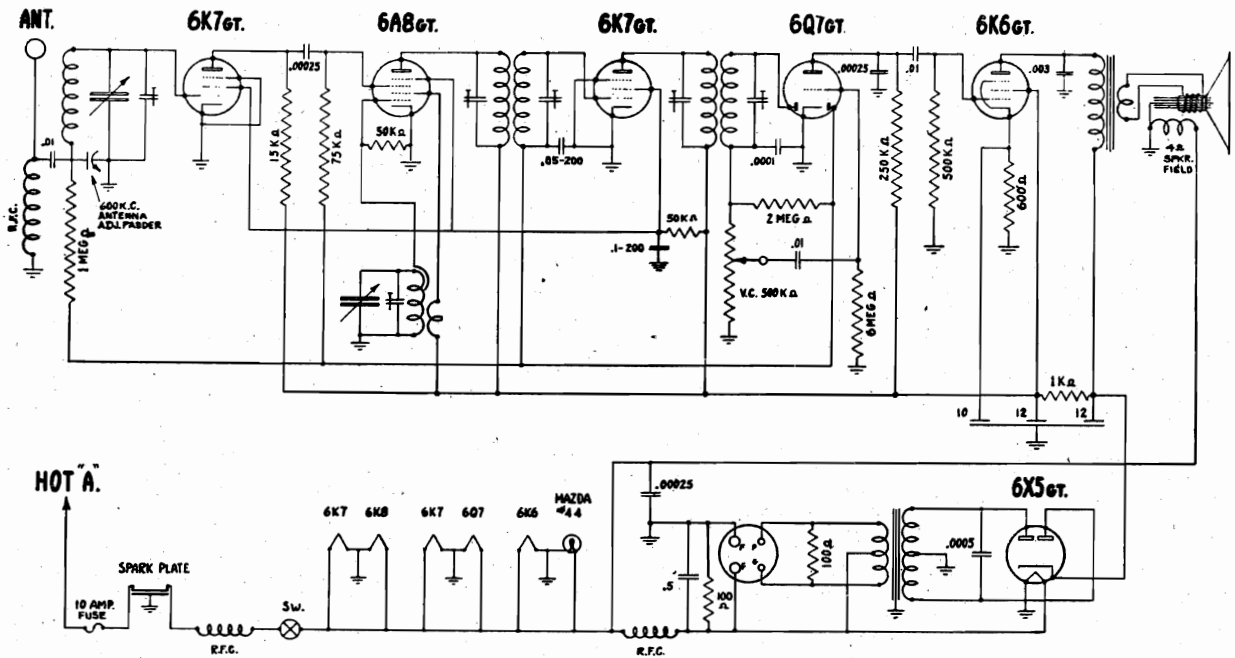 ANT.
6K7GT.
6A8GT.
6K7GT.
6Q7GT.
6K6GT.
.00025
.00025
.01
.003
.01
15KΩ
75KΩ
50KΩ
.05-200
.0001
250KΩ
500KΩ
600Ω
4Ω
SPKR.
FIELD
600 K.C.
ANTENNA
ADJ. PADDER
R.F.C.
1 MEGΩ
50KΩ
2 MEG Ω
.1-200
.01
V.C. 500KΩ
6 MEG Ω
1KΩ
10
12
12
HOT "A".
.00025
6X5GT.
6K7
6K8
6K7
6Q7
6K6
MAZDA
#44
F
P
F
P
100Ω
.0005
SPARK PLATE
.5
100
Ω
10 AMP.
FUSE
SW.
R.F.C.
R.F.C.